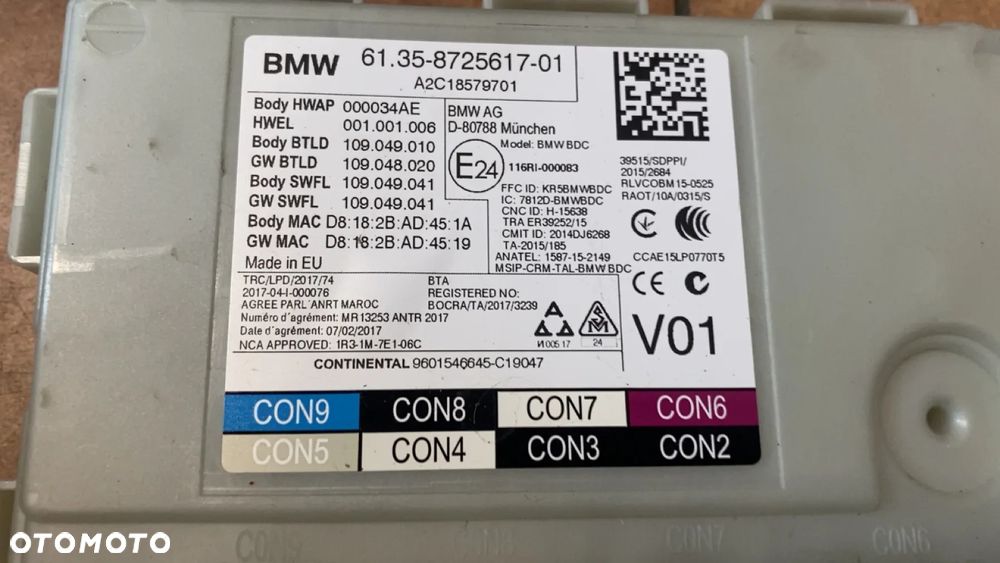 BMW 61.35-8725617-01
A2C18579701
Body HWAP 000034AE
HWEL 001.001.006
Body BTLD 109.049.010
GW BTLD 109.048.020
Body SWFL 109.049.041
GW SWFL 109.049.041
Body MAC D8:18:2B:AD:45:1A
GW MAC D8:18:2B:AD:45:19
Made in EU
BMW AG
D-80788 München
Model: BMW BDC
E24 116RI-000083
FFC ID: KR5BMWBDC
IC: 7812D-BMWBDC
CNC ID: H-15638
TRA ER39252/15
CMIT ID: 2014DJ6268
TA-2015/185
ANATEL: 1587-15-2149
MSIP-CRM-TAL-BMW BDC
39515/SDPPI/
2015/2684
RLVCOBM15-0525
RAOT/10A/0315/S
CCAE15LP0770T5
CE
V01
TRC/LPD/2017/74
2017-04-I-000076
AGREE PARL´ANRT MAROC
Numéro d´agrément: MR13253 ANTR 2017
Date d´agrément: 07/02/2017
NCA APPROVED: 1R3-1M-7E1-06C
BTA
REGISTERED NO:
BOCRA/TA/2017/3239
И005 17
24
CONTINENTAL 9601546645-C19047
CON9 CON8 CON7 CON6
CON5 CON4 CON3 CON2
CON9 CON7 CON6
OTOMOTO